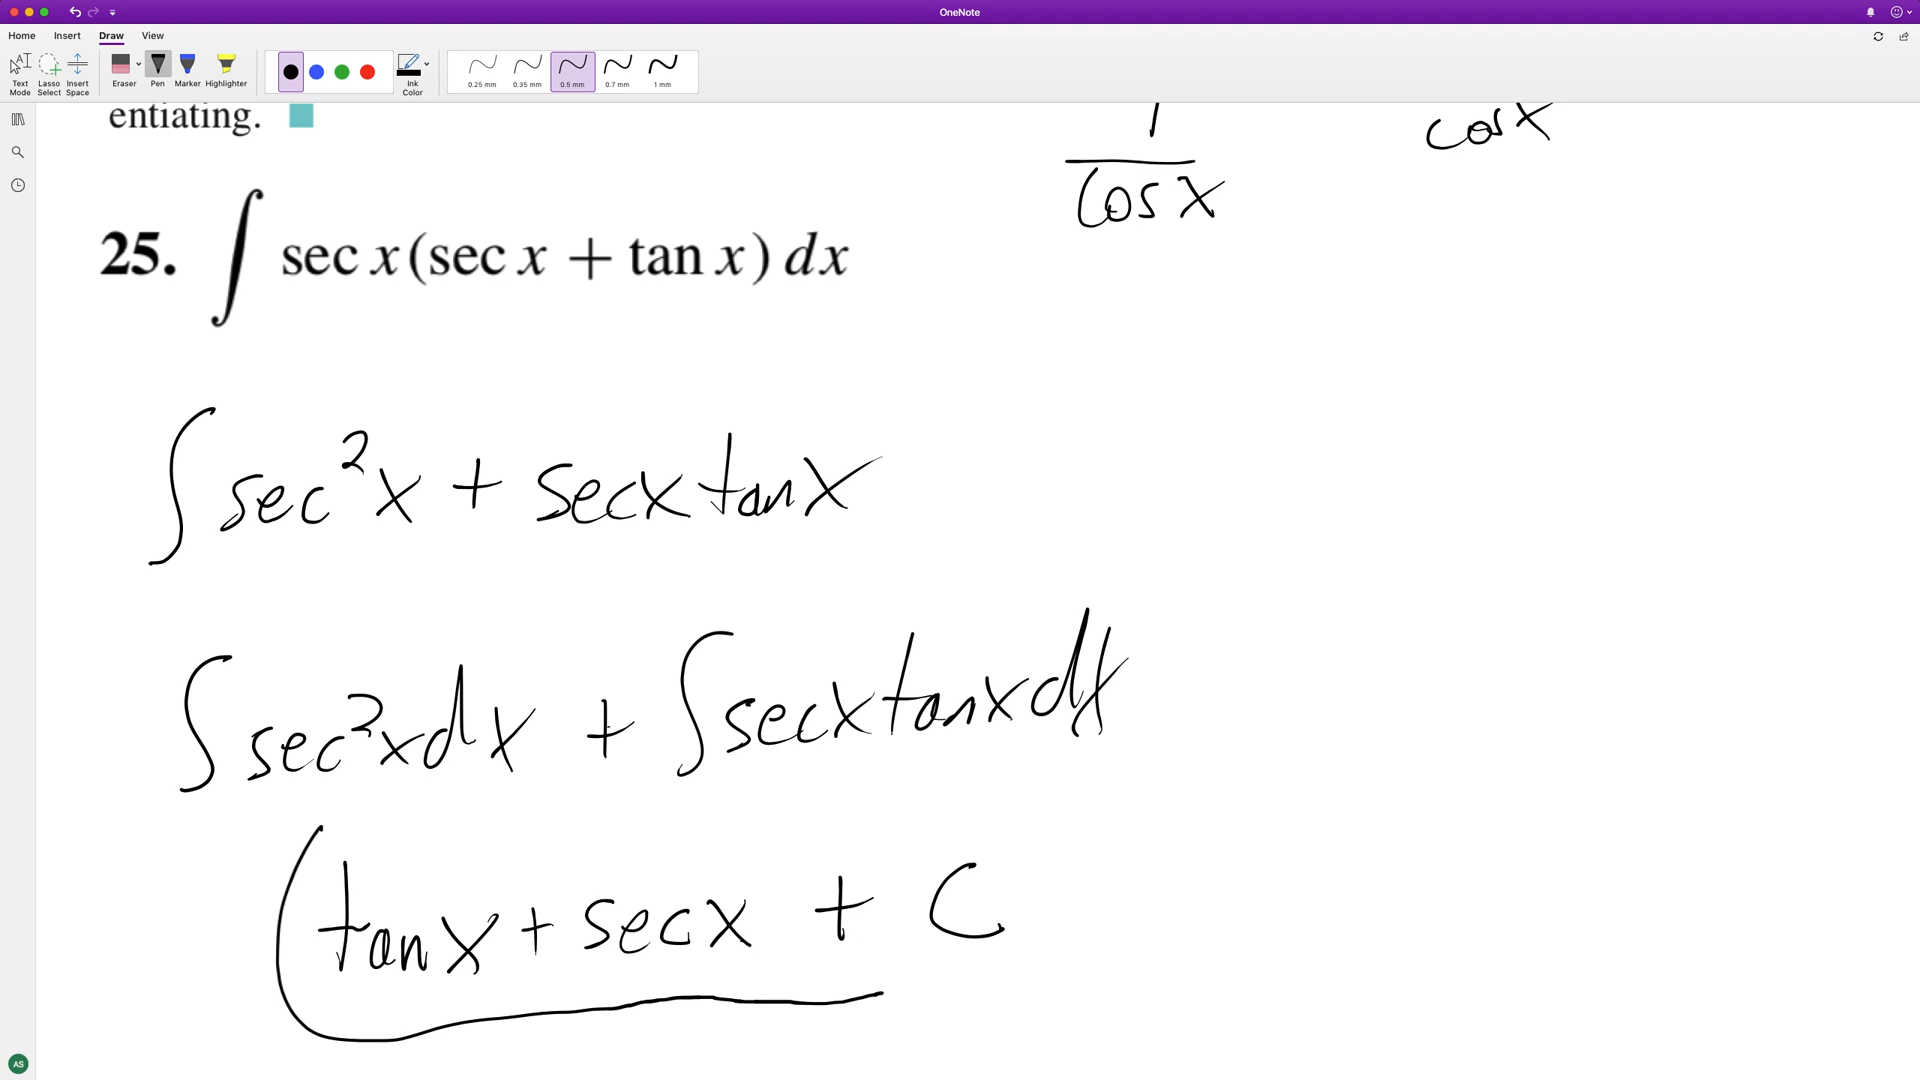 OneNote
Home Insert Draw View
Text Mode
Lasso Select
Insert Space
Eraser
Pen
Marker
Highlighter
Ink Color
0.25 mm
0.35 mm
0.5 mm
0.7 mm
1 mm
entiating.
1
cos x
cos x
25. ∫ sec x(sec x + tan x) dx
∫ sec²x + secx tanx
∫ sec²x dx + ∫ secx tanx dx
tanx + secx + C
AS